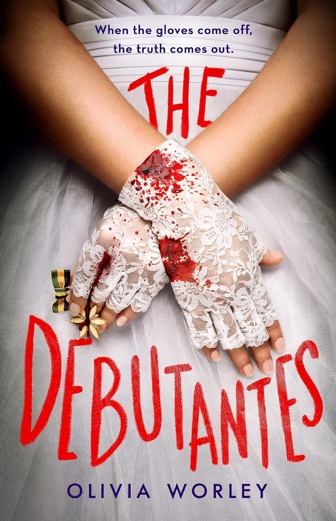 When the gloves come off,
the truth comes out.
THE
DEBUTANTES
OLIVIA WORLEY